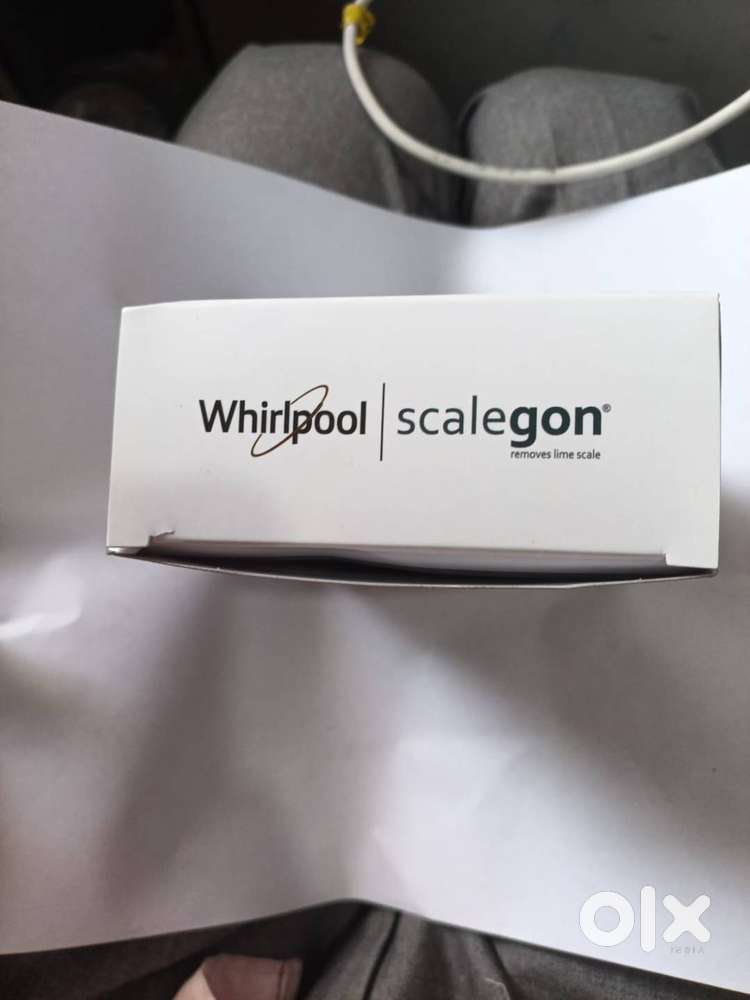 Whirlpool | scalegon®
removes lime scale
olx
INDIA